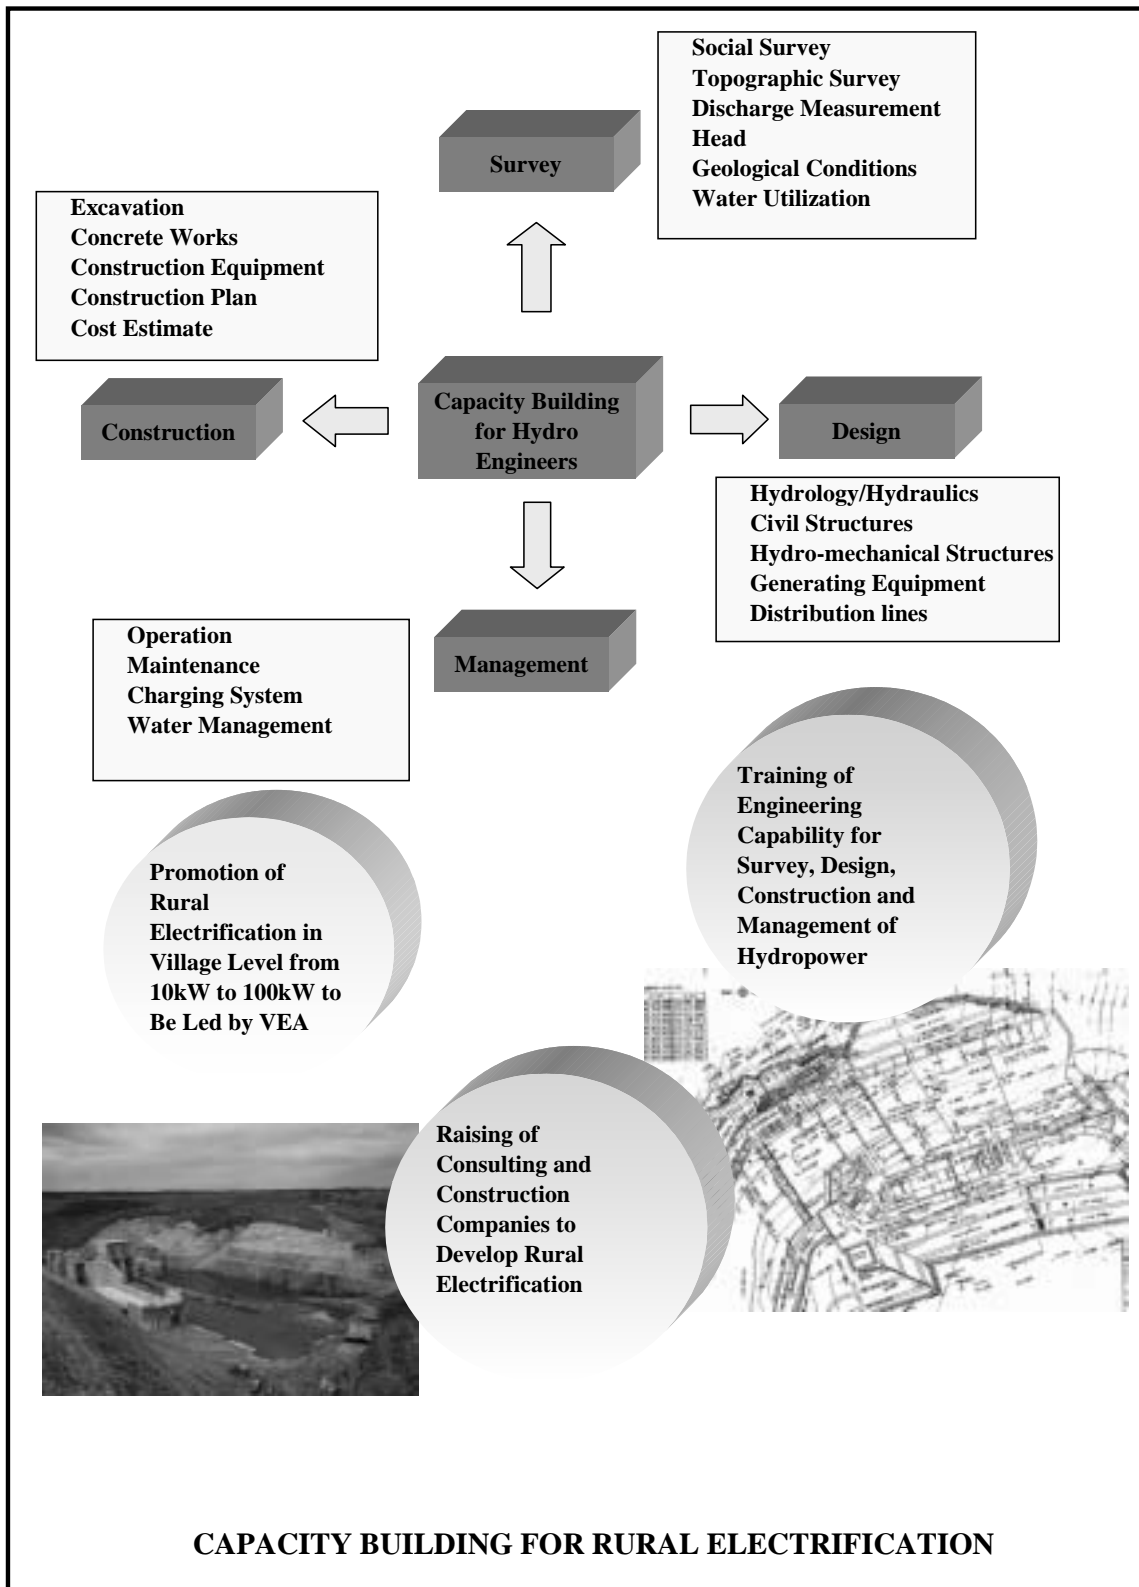 Social Survey
Topographic Survey
Discharge Measurement
Head
Geological Conditions
Water Utilization
Survey
Excavation
Concrete Works
Construction Equipment
Construction Plan
Cost Estimate
Construction
Capacity Building
for Hydro
Engineers
Design
Hydrology/Hydraulics
Civil Structures
Hydro-mechanical Structures
Generating Equipment
Distribution lines
Operation
Maintenance
Charging System
Water Management
Management
Training of
Engineering
Capability for
Survey, Design,
Construction and
Management of
Hydropower
Promotion of
Rural
Electrification in
Village Level from
10kW to 100kW to
Be Led by VEA
Raising of
Consulting and
Construction
Companies to
Develop Rural
Electrification
CAPACITY BUILDING FOR RURAL ELECTRIFICATION